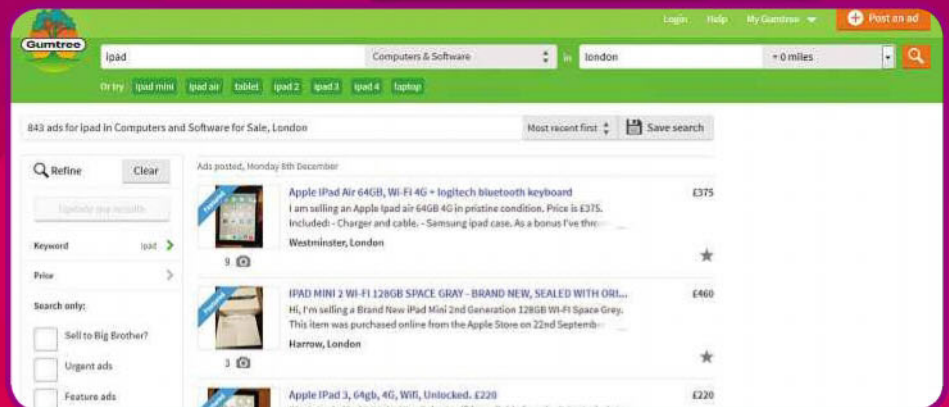 Login Help My Gumtree Post an ad
Gumtree
ipad Computers & Software in london + 0 miles
Or try ipad mini ipad air tablet ipad 2 ipad 3 ipad 4 laptop
843 ads for ipad in Computers and Software for Sale, London Most recent first Save search
Refine Clear
Ads posted, Monday 8th December
Update my results
Keyword ipad
Price
Search only:
Sell to Big Brother?
Urgent ads
Feature ads
Featured
Apple IPad Air 64GB, Wi-Fi 4G + logitech bluetooth keyboard £375
I am selling an Apple Ipad air 64GB 4G in pristine condition. Price is £375.
Included: - Charger and cable. - Samsung ipad case. As a bonus I've thr
Westminster, London
9
Featured
IPAD MINI 2 WI-FI 128GB SPACE GRAY - BRAND NEW, SEALED WITH ORI... £460
Hi, I'm selling a Brand New iPad Mini 2nd Generation 128GB WI-FI Space Grey.
This item was purchased online from the Apple Store on 22nd Septemb
Harrow, London
3
Apple IPad 3, 64gb, 4G, Wifi, Unlocked. £220 £220